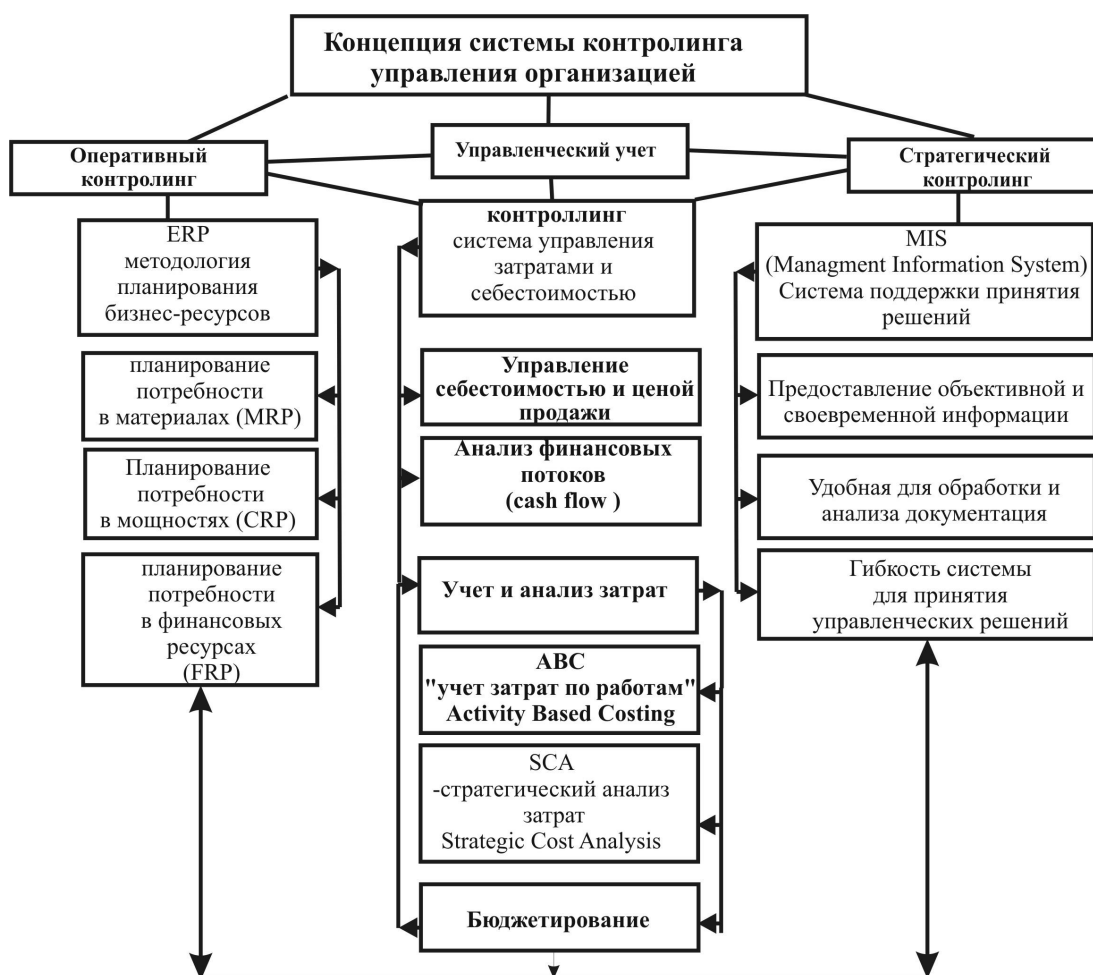 Концепция системы контролинга
управления организацией
Оперативный
контролинг
Управленческий учет
Стратегический
контролинг
ERP
методология
планирования
бизнес-ресурсов
планирование
потребности
в материалах (MRP)
Планирование
потребности
в мощностях (CRP)
планирование
потребности
в финансовых
ресурсах
(FRP)
контроллинг
система управления
затратами и
себестоимостью
Управление
себестоимостью и ценой
продажи
Анализ финансовых
потоков
(cash flow )
Учет и анализ затрат
ABC
"учет затрат по работам"
Activity Based Costing
SCA
-стратегический анализ
затрат
Strategic Cost Analysis
Бюджетирование
MIS
(Managment Information System)
Система поддержки принятия
решений
Предоставление объективной и
своевременной информации
Удобная для обработки и
анализа документация
Гибкость системы
для принятия
управленческих решений